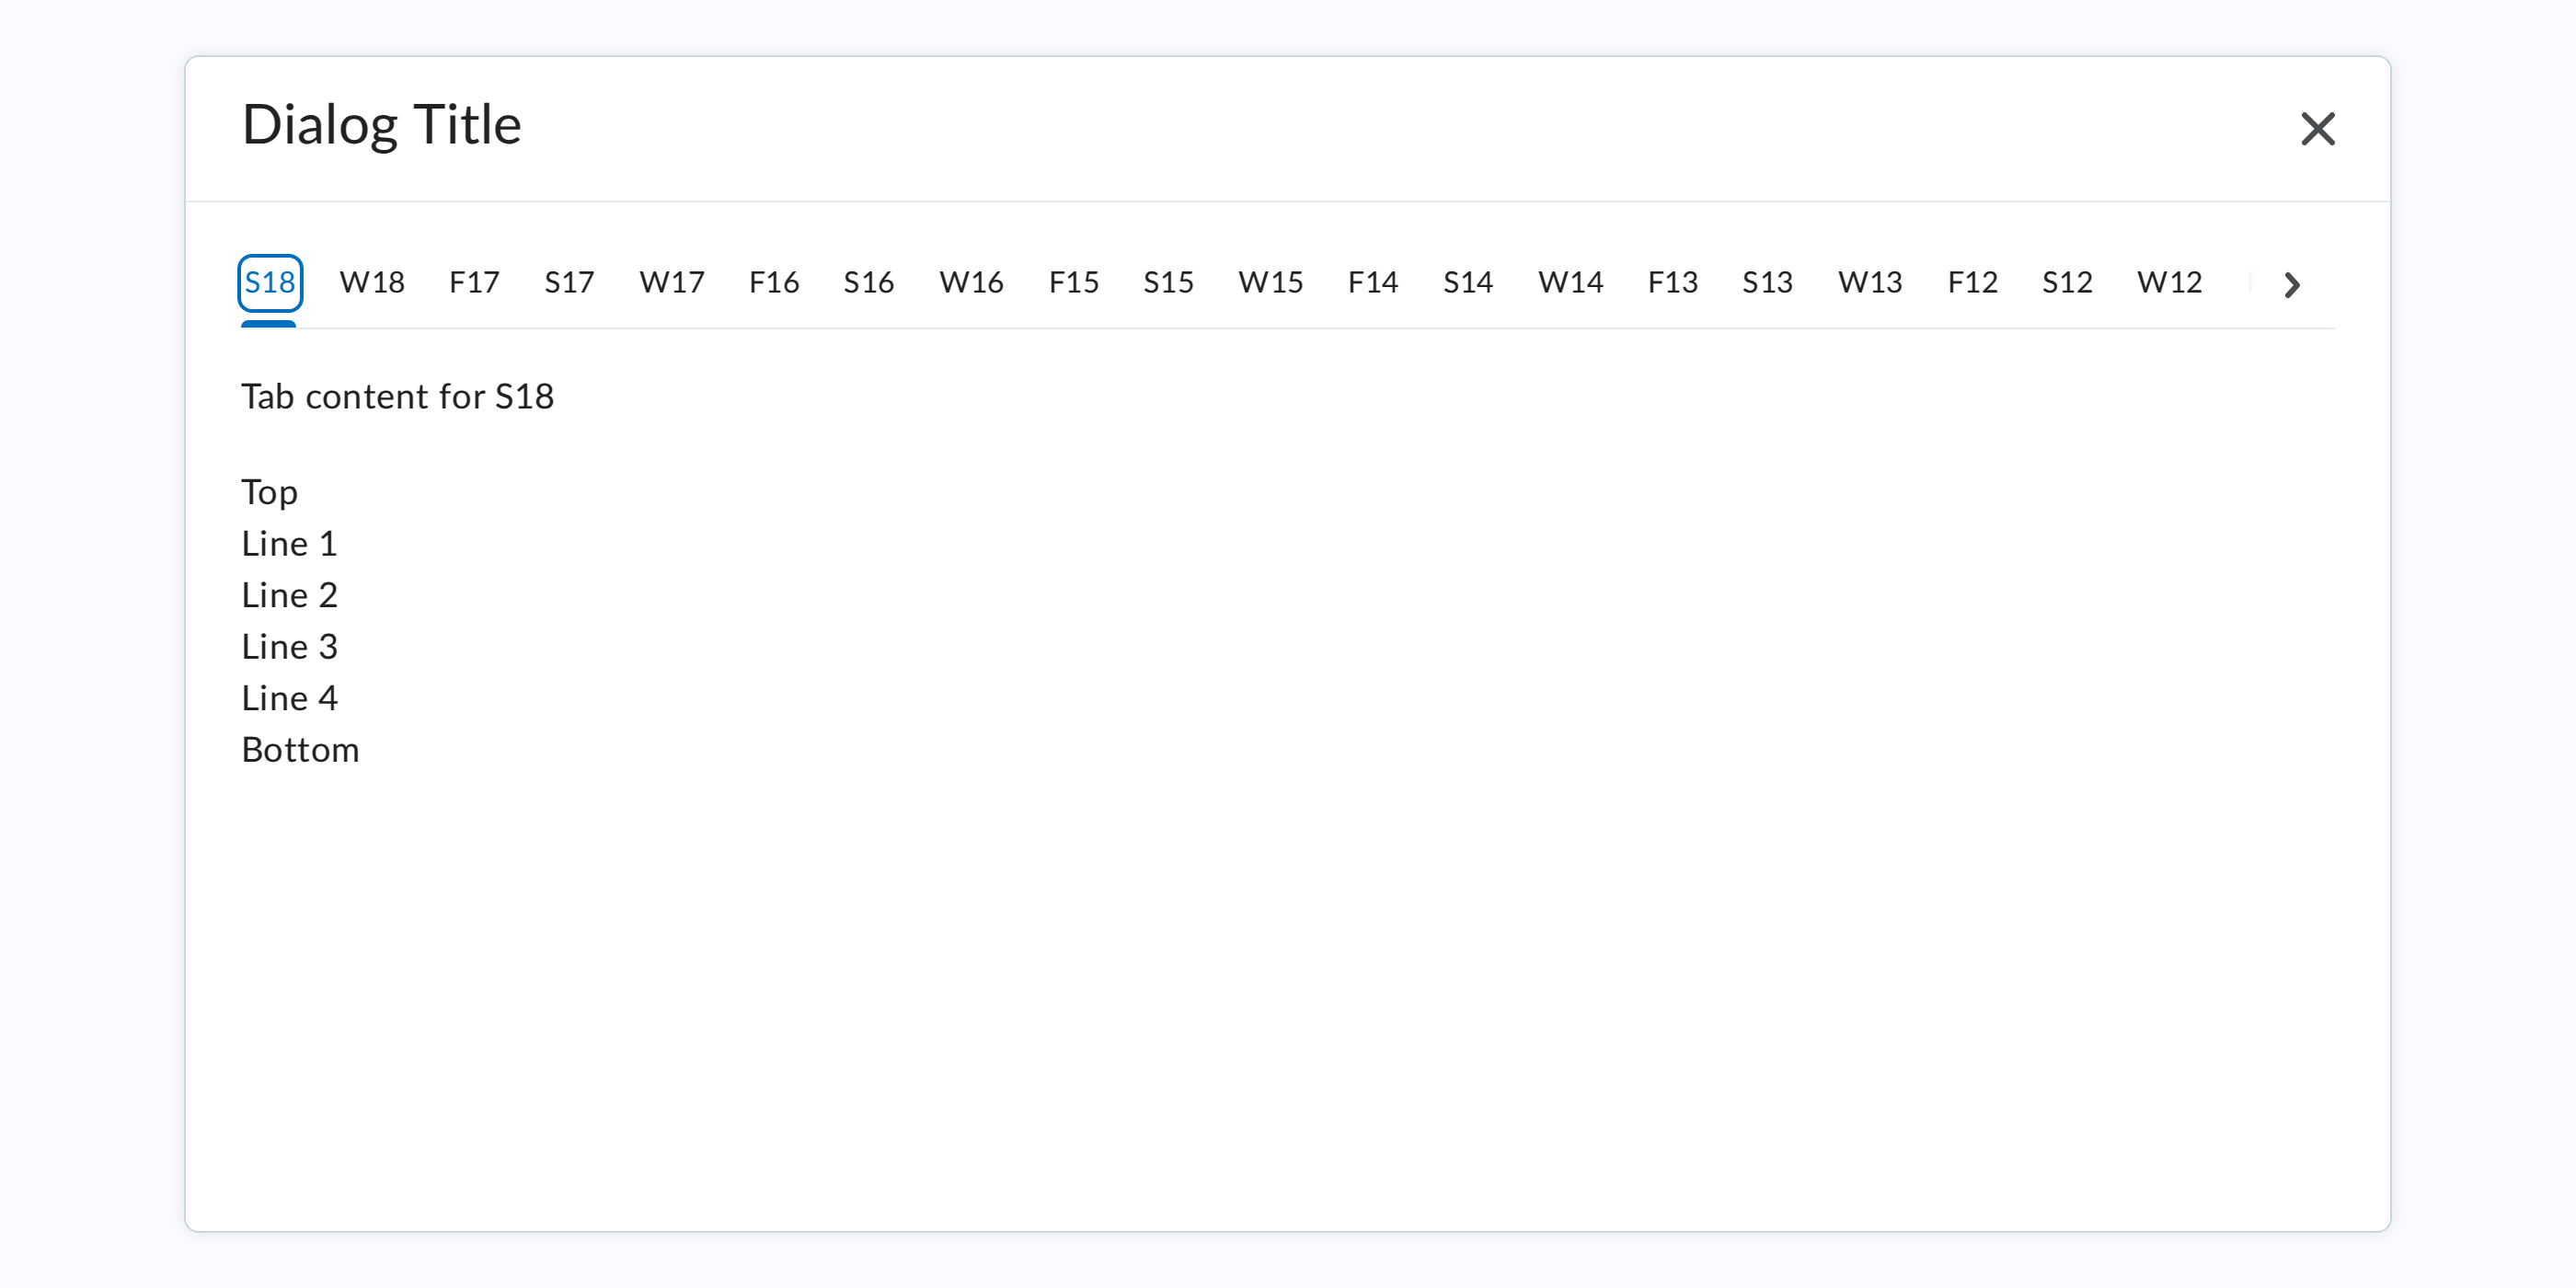 Dialog Title
S18 W18 F17 S17 W17 F16 S16 W16 F15 S15 W15 F14 S14 W14 F13 S13 W13 F12 S12 W12
Tab content for S18
Top
Line 1
Line 2
Line 3
Line 4
Bottom